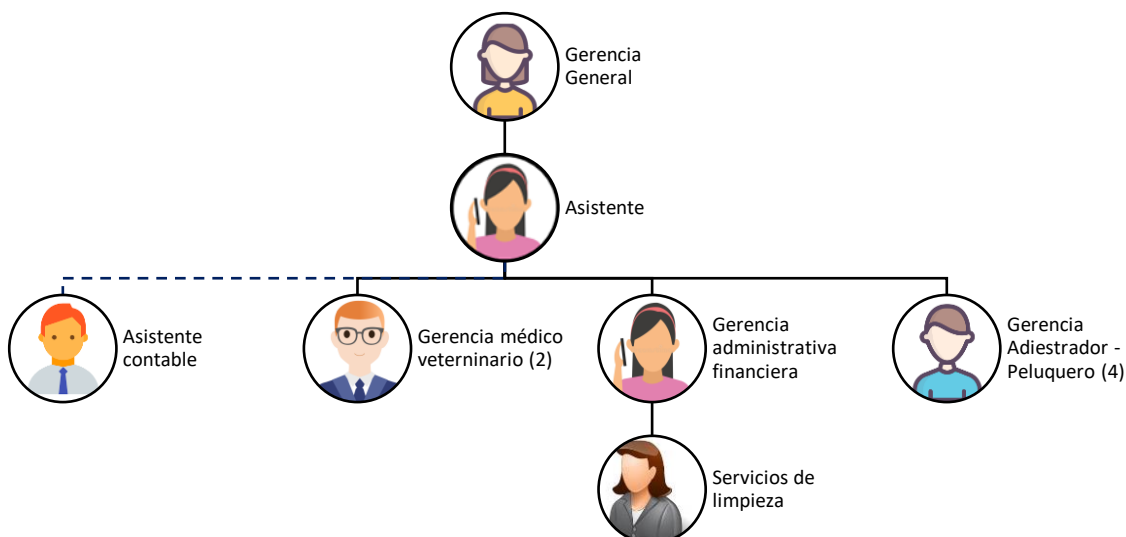 Gerencia
General
Asistente
Asistente
contable
Gerencia médico
veterninario (2)
Gerencia
administrativa
financiera
Gerencia
Adiestrador -
Peluquero (4)
Servicios de
limpieza